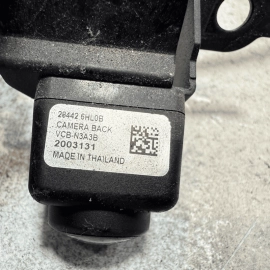 28442 6HL0B
CAMERA BACK
VCB-N3A3B
2003131
MADE IN THAILAND